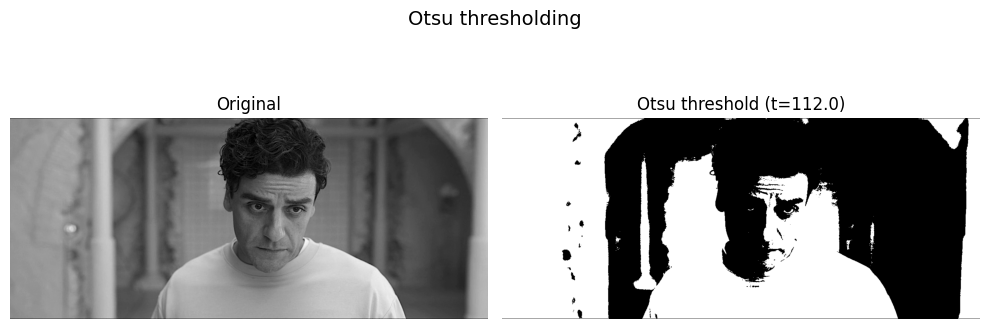 Otsu thresholding
Original
Otsu threshold (t=112.0)